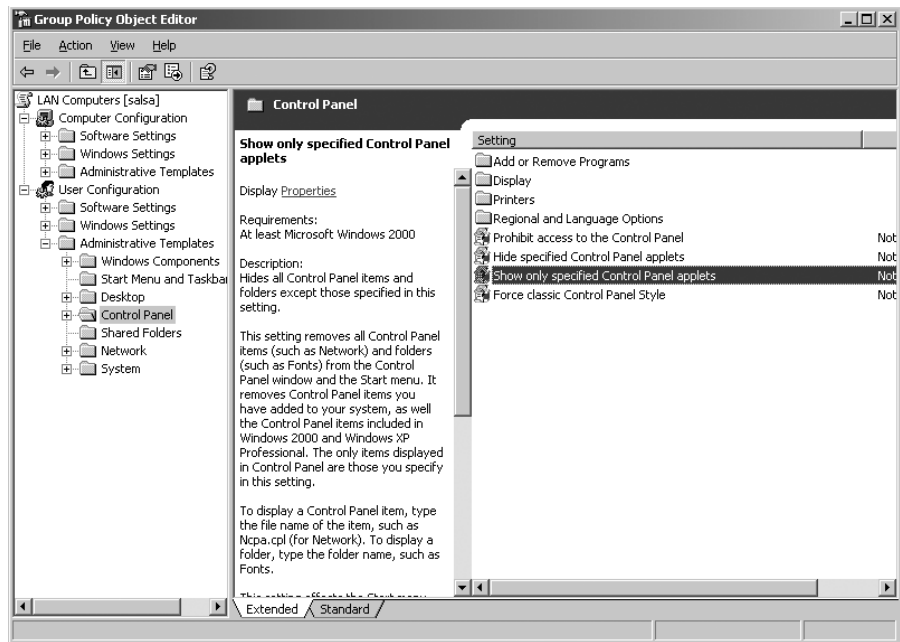 Group Policy Object Editor
File Action View Help
LAN Computers [salsa]
Computer Configuration
Software Settings
Windows Settings
Administrative Templates
User Configuration
Software Settings
Windows Settings
Administrative Templates
Windows Components
Start Menu and Taskbar
Desktop
Control Panel
Shared Folders
Network
System
Control Panel
Show only specified Control Panel
applets
Display Properties
Requirements:
At least Microsoft Windows 2000
Description:
Hides all Control Panel items and
folders except those specified in this
setting.
This setting removes all Control Panel
items (such as Network) and folders
(such as Fonts) from the Control
Panel window and the Start menu. It
removes Control Panel items you
have added to your system, as well
the Control Panel items included in
Windows 2000 and Windows XP
Professional. The only items displayed
in Control Panel are those you specify
in this setting.
To display a Control Panel item, type
the file name of the item, such as
Ncpa.cpl (for Network). To display a
folder, type the folder name, such as
Fonts.
Setting
Add or Remove Programs
Display
Printers
Regional and Language Options
Prohibit access to the Control Panel Not
Hide specified Control Panel applets Not
Show only specified Control Panel applets Not
Force classic Control Panel Style Not
Extended Standard